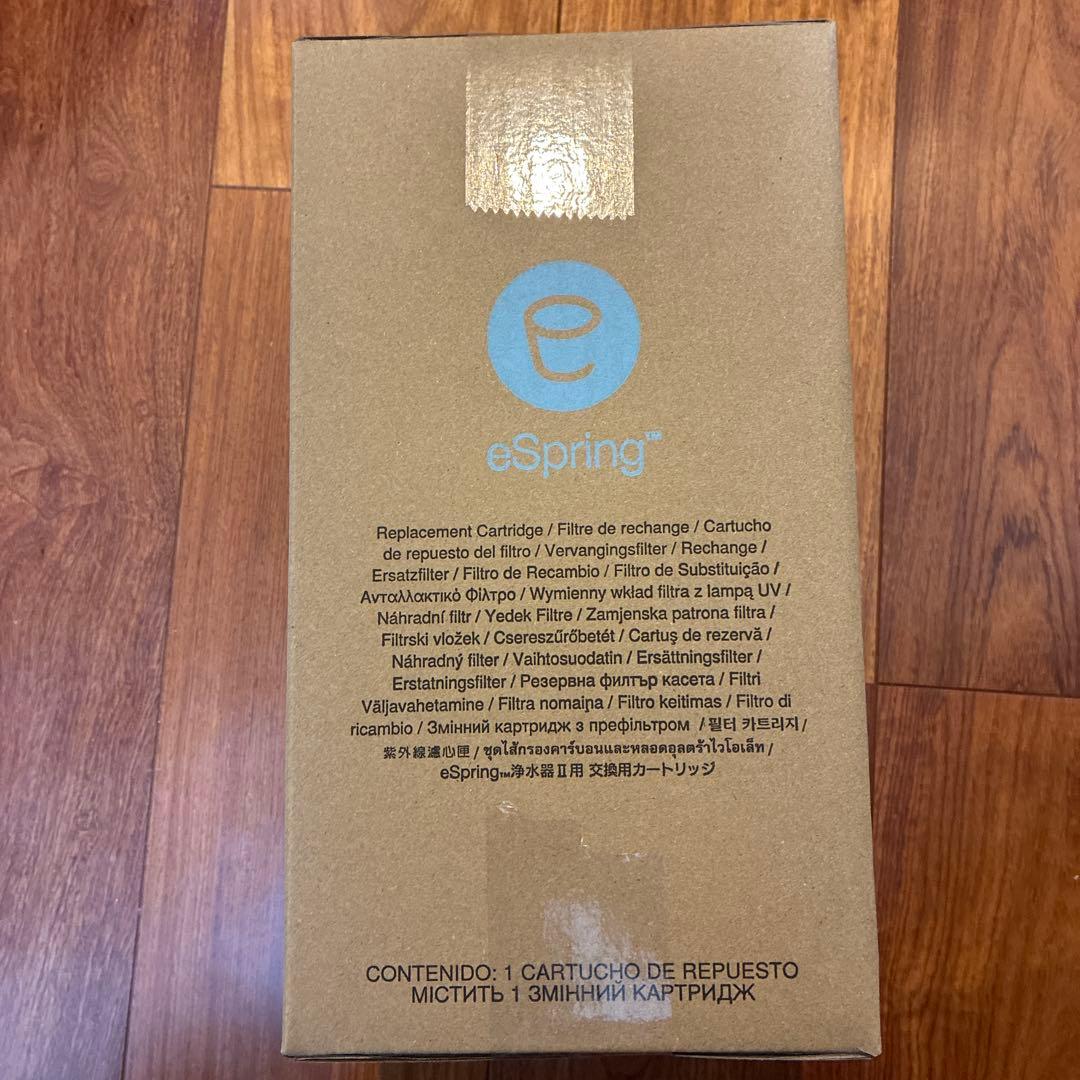 eSpring™
Replacement Cartridge / Filtre de rechange / Cartucho
de repuesto del filtro / Vervangingsfilter / Rechange /
Ersatzfilter / Filtro de Recambio / Filtro de Substituição /
Ανταλλακτικό Φίλτρο / Wymienny wkład filtra z lampą UV /
Náhradní filtr / Yedek Filtre / Zamjenska patrona filtra /
Filtrski vložek / Csereszűrőbetét / Cartuş de rezervă /
Náhradný filter / Vaihtosuodatin / Ersättningsfilter /
Erstatningsfilter / Резервна филтър касета / Filtri
Väljavahetamine / Filtra nomaiņa / Filtro keitimas / Filtro di
ricambio / Змінний картридж з префільтром / 필터 카트리지/
紫外線濾心匣 / ชุดไส้กรองคาร์บอนและหลอดอุลตร้าไวโอเล็ท /
eSpring™浄水器Ⅱ用 交換用カートリッジ
CONTENIDO: 1 CARTUCHO DE REPUESTO
МІСТИТЬ 1 ЗМІННИЙ КАРТРИДЖ